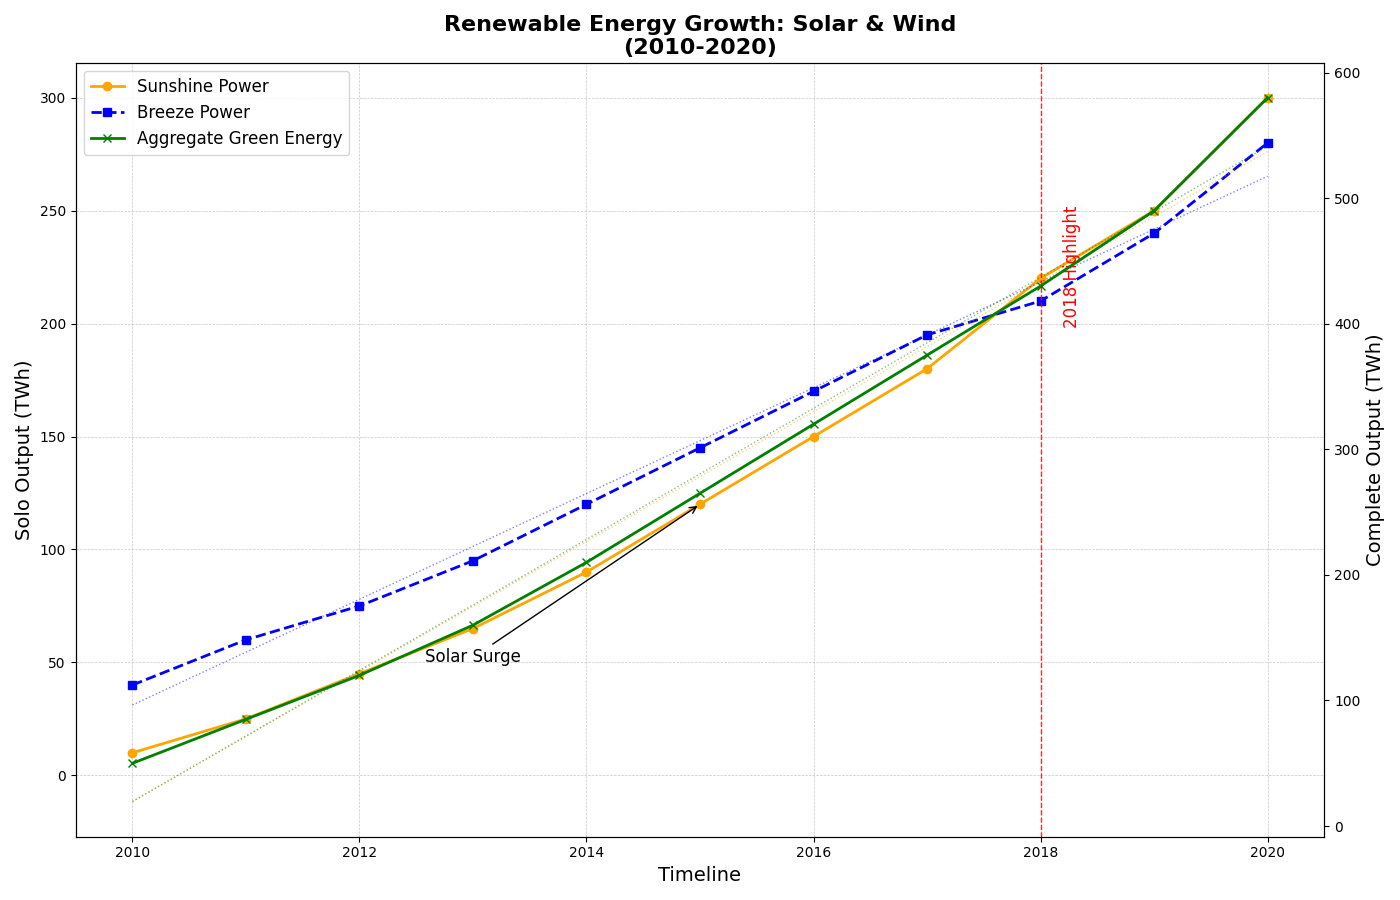 Renewable Energy Growth: Solar & Wind
(2010-2020)
Sunshine Power
Breeze Power
Aggregate Green Energy
Solo Output (TWh)
300
250
200
150
100
50
0
2018 Highlight
Solar Surge
600
500
400
300
200
100
0
Complete Output (TWh)
2010
2012
2014
2016
2018
2020
Timeline